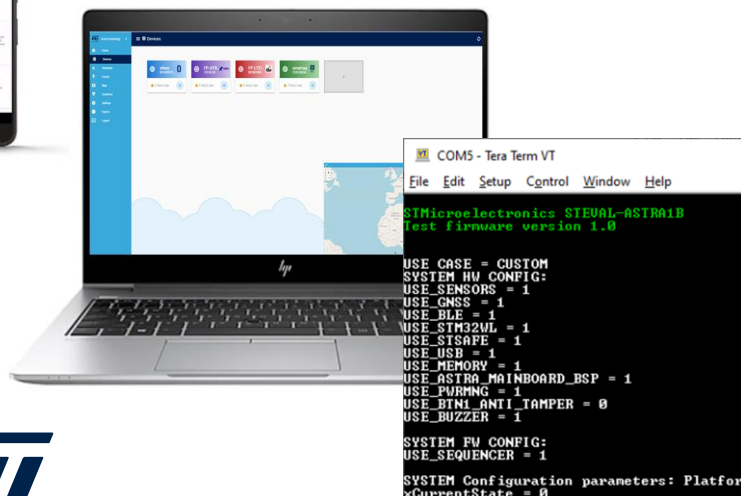 Devices
hp
COM5 - Tera Term VT
File Edit Setup Control Window Help
STMicroelectronics STEVAL-ASTRA1B
Test firmware version 1.0
USE CASE = CUSTOM
SYSTEM HW CONFIG:
USE_SENSORS = 1
USE_GNSS = 1
USE_BLE = 1
USE_STM32WL = 1
USE_STSAFE = 1
USE_USB = 1
USE_MEMORY = 1
USE_ASTRA_MAINBOARD_BSP = 1
USE_PWRMNG = 1
USE_BTN1_ANTI_TAMPER = 0
USE_BUZZER = 1
SYSTEM FW CONFIG:
USE_SEQUENCER = 1
SYSTEM Configuration parameters: Platfor
xCurrentState = 0